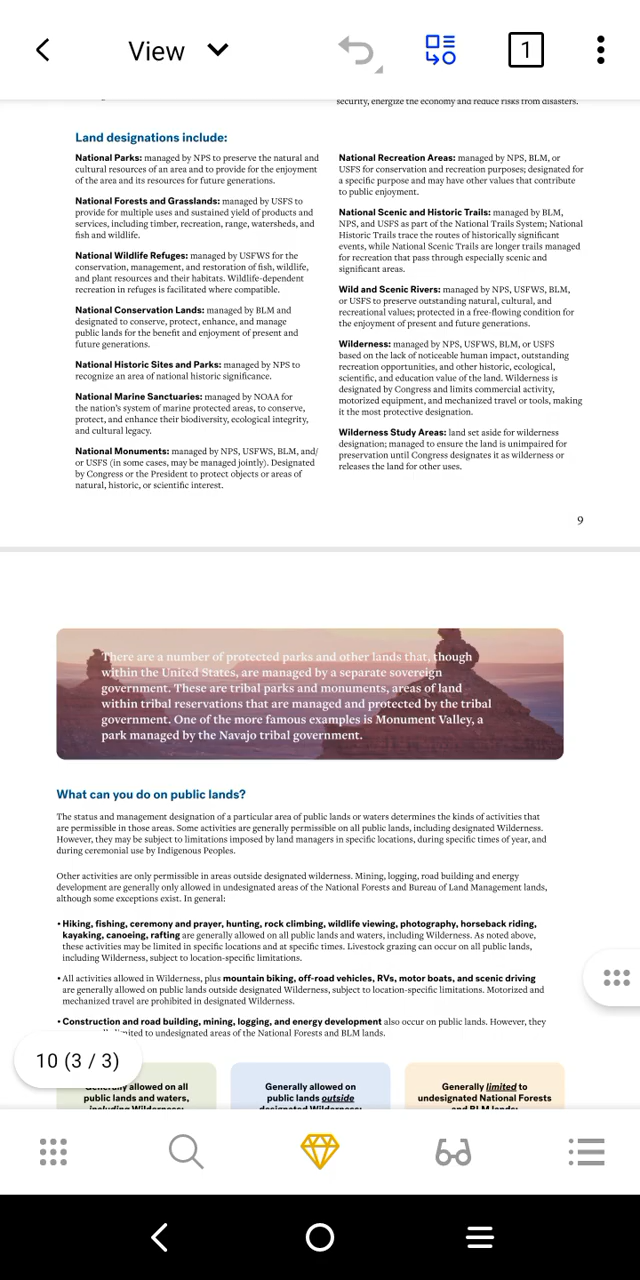 View
1
security, energize the economy and reduce risks from disasters.
Land designations include:
National Parks: managed by NPS to preserve the natural and
cultural resources of an area and to provide for the enjoyment
of the area and its resources for future generations.
National Forests and Grasslands: managed by USFS to
provide for multiple uses and sustained yield of products and
services, including timber, recreation, range, watersheds, and
fish and wildlife.
National Wildlife Refuges: managed by USFWS for the
conservation, management, and restoration of fish, wildlife,
and plant resources and their habitats. Wildlife-dependent
recreation in refuges is facilitated where compatible.
National Conservation Lands: managed by BLM and
designated to conserve, protect, enhance, and manage
public lands for the benefit and enjoyment of present and
future generations.
National Historic Sites and Parks: managed by NPS to
recognize an area of national historic significance.
National Marine Sanctuaries: managed by NOAA for
the nation's system of marine protected areas, to conserve,
protect, and enhance their biodiversity, ecological integrity,
and cultural legacy.
National Monuments: managed by NPS, USFWS, BLM, and/
or USFS (in some cases, may be managed jointly). Designated
by Congress or the President to protect objects or areas of
natural, historic, or scientific interest.
National Recreation Areas: managed by NPS, BLM, or
USFS for conservation and recreation purposes; designated for
a specific purpose and may have other values that contribute
to public enjoyment.
National Scenic and Historic Trails: managed by BLM,
NPS, and USFS as part of the National Trails System; National
Historic Trails trace the routes of historically significant
events, while National Scenic Trails are longer trails managed
for recreation that pass through especially scenic and
significant areas.
Wild and Scenic Rivers: managed by NPS, USFWS, BLM,
or USFS to preserve outstanding natural, cultural, and
recreational values; protected in a free-flowing condition for
the enjoyment of present and future generations.
Wilderness: managed by NPS, USFWS, BLM, or USFS
based on the lack of noticeable human impact, outstanding
recreation opportunities, and other historic, ecological,
scientific, and education value of the land. Wilderness is
designated by Congress and limits commercial activity,
motorized equipment, and mechanized travel or tools, making
it the most protective designation.
Wilderness Study Areas: land set aside for wilderness
designation; managed to ensure the land is unimpaired for
preservation until Congress designates it as wilderness or
releases the land for other uses.
9
There are a number of protected parks and other lands that, though
within the United States, are managed by a separate sovereign
government. These are tribal parks and monuments, areas of land
within tribal reservations that are managed and protected by the tribal
government. One of the more famous examples is Monument Valley, a
park managed by the Navajo tribal government.
What can you do on public lands?
The status and management designation of a particular area of public lands or waters determines the kinds of activities that
are permissible in those areas. Some activities are generally permissible on all public lands, including designated Wilderness.
However, they may be subject to limitations imposed by land managers in specific locations, during specific times of year, and
during ceremonial use by Indigenous Peoples.
Other activities are only permissible in areas outside designated wilderness. Mining, logging, road building and energy
development are generally only allowed in undesignated areas of the National Forests and Bureau of Land Management lands,
although some exceptions exist. In general:
• Hiking, fishing, ceremony and prayer, hunting, rock climbing, wildlife viewing, photography, horseback riding,
kayaking, canoeing, rafting are generally allowed on all public lands and waters, including Wilderness. As noted above,
these activities may be limited in specific locations and at specific times. Livestock grazing can occur on all public lands,
including Wilderness, subject to location-specific limitations.
• All activities allowed in Wilderness, plus mountain biking, off-road vehicles, RVs, motor boats, and scenic driving
are generally allowed on public lands outside designated Wilderness, subject to location-specific limitations. Motorized and
mechanized travel are prohibited in designated Wilderness.
• Construction and road building, mining, logging, and energy development also occur on public lands. However, they
limited to undesignated areas of the National Forests and BLM lands.
10 (3 / 3)
Generally allowed on all
public lands and waters,
including Wilderness:
Generally allowed on
public lands outside
designated Wilderness:
Generally limited to
undesignated National Forests
and BLM lands: